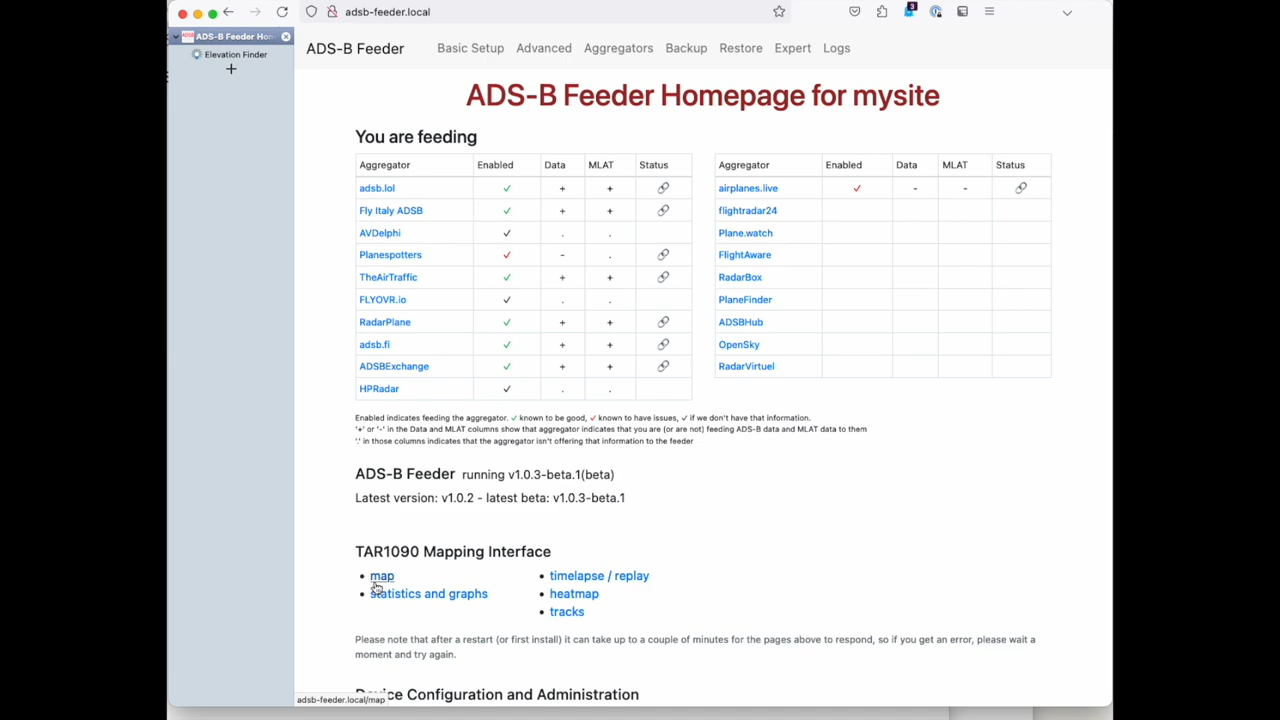 adsb-feeder.local
3
ADS-B Feeder Hom
Elevation Finder
ADS-B Feeder Basic Setup Advanced Aggregators Backup Restore Expert Logs
ADS-B Feeder Homepage for mysite
You are feeding
Aggregator Enabled Data MLAT Status
adsb.lol ✓ + +
Fly Italy ADSB ✓ + +
AVDelphi ✓ . .
Planespotters ✓ - .
TheAirTraffic ✓ + +
FLYOVR.io ✓ . .
RadarPlane ✓ + +
adsb.fi ✓ + +
ADSBExchange ✓ + +
HPRadar ✓ . .
Aggregator Enabled Data MLAT Status
airplanes.live ✓ - -
flightradar24
Plane.watch
FlightAware
RadarBox
PlaneFinder
ADSBHub
OpenSky
RadarVirtuel
Enabled indicates feeding the aggregator. ✓ known to be good, ✓ known to have issues, ✓ if we don't have that information.
'+' or '-' in the Data and MLAT columns show that aggregator indicates that you are (or are not) feeding ADS-B data and MLAT data to them
'.' in those columns indicates that the aggregator isn't offering that information to the feeder
ADS-B Feeder running v1.0.3-beta.1(beta)
Latest version: v1.0.2 - latest beta: v1.0.3-beta.1
TAR1090 Mapping Interface
• map
• statistics and graphs
• timelapse / replay
• heatmap
• tracks
Please note that after a restart (or first install) it can take up to a couple of minutes for the pages above to respond, so if you get an error, please wait a
moment and try again.
Device Configuration and Administration
adsb-feeder.local/map